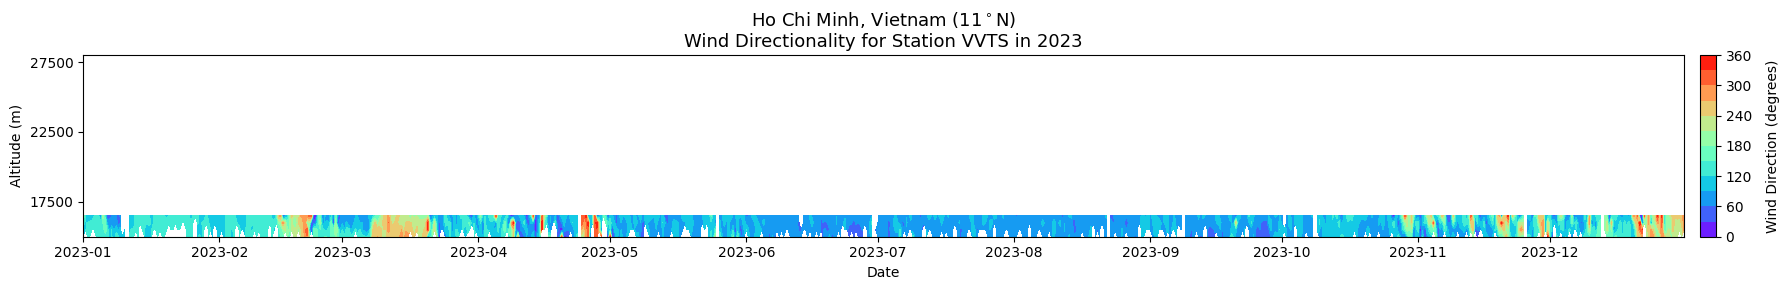 Ho Chi Minh, Vietnam (11°N)
Wind Directionality for Station VVTS in 2023
Altitude (m)
27500
22500
17500
2023-01 2023-02 2023-03 2023-04 2023-05 2023-06 2023-07 2023-08 2023-09 2023-10 2023-11 2023-12
Date
360
300
240
180
120
60
0
Wind Direction (degrees)